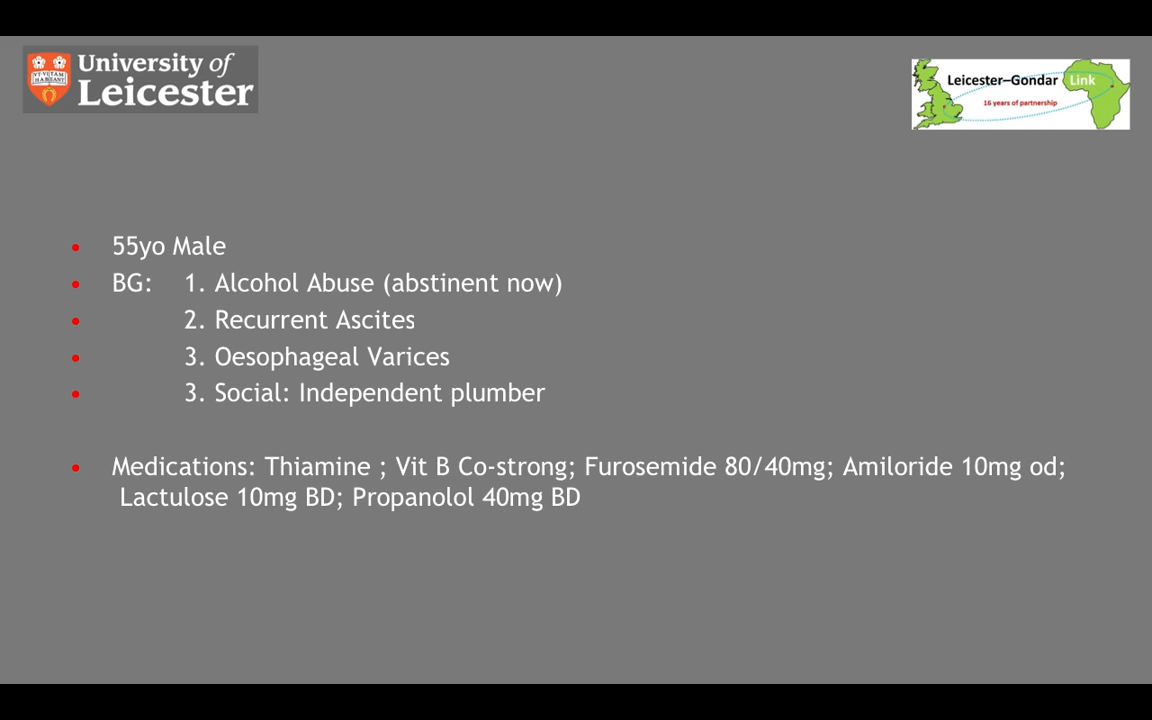 University of
Leicester
Leicester–Gondar Link
16 years of partnership
• 55yo Male
• BG: 1. Alcohol Abuse (abstinent now)
• 2. Recurrent Ascites
• 3. Oesophageal Varices
• 3. Social: Independent plumber
• Medications: Thiamine ; Vit B Co-strong; Furosemide 80/40mg; Amiloride 10mg od;
Lactulose 10mg BD; Propanolol 40mg BD